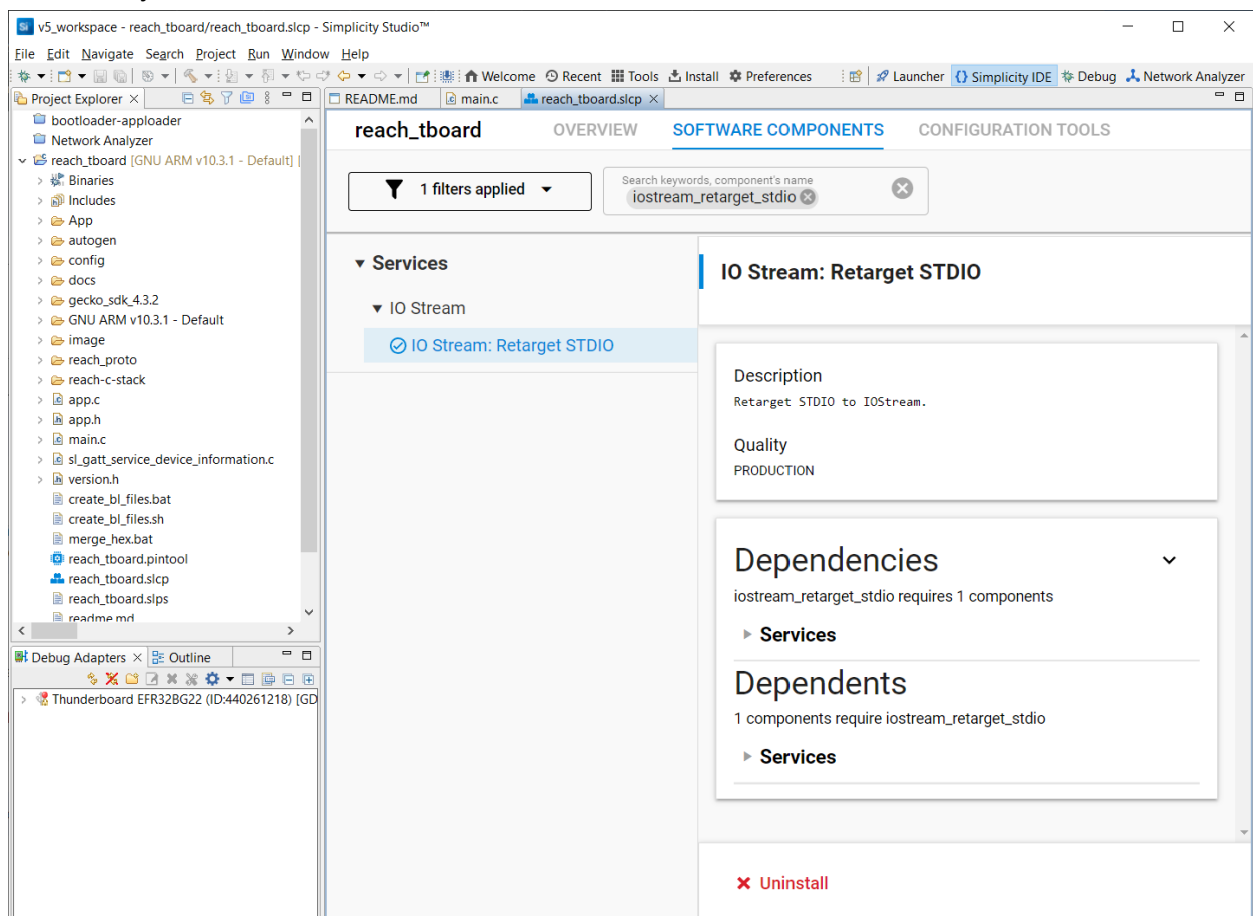 v5_workspace - reach_tboard/reach_tboard.slcp - Simplicity Studio™
File Edit Navigate Search Project Run Window Help
Welcome Recent Tools Install Preferences Launcher {} Simplicity IDE Debug Network Analyzer
Project Explorer
README.md main.c reach_tboard.slcp
bootloader-apploader
Network Analyzer
reach_tboard [GNU ARM v10.3.1 - Default] [
Binaries
Includes
App
autogen
config
docs
gecko_sdk_4.3.2
GNU ARM v10.3.1 - Default
image
reach_proto
reach-c-stack
app.c
app.h
main.c
sl_gatt_service_device_information.c
version.h
create_bl_files.bat
create_bl_files.sh
merge_hex.bat
reach_tboard.pintool
reach_tboard.slcp
reach_tboard.slps
readme.md
Debug Adapters Outline
Thunderboard EFR32BG22 (ID:440261218) [GD
reach_tboard OVERVIEW SOFTWARE COMPONENTS CONFIGURATION TOOLS
1 filters applied
Search keywords, component's name
iostream_retarget_stdio
Services
IO Stream
IO Stream: Retarget STDIO
IO Stream: Retarget STDIO
Description
Retarget STDIO to IOStream.
Quality
PRODUCTION
Dependencies
iostream_retarget_stdio requires 1 components
Services
Dependents
1 components require iostream_retarget_stdio
Services
Uninstall